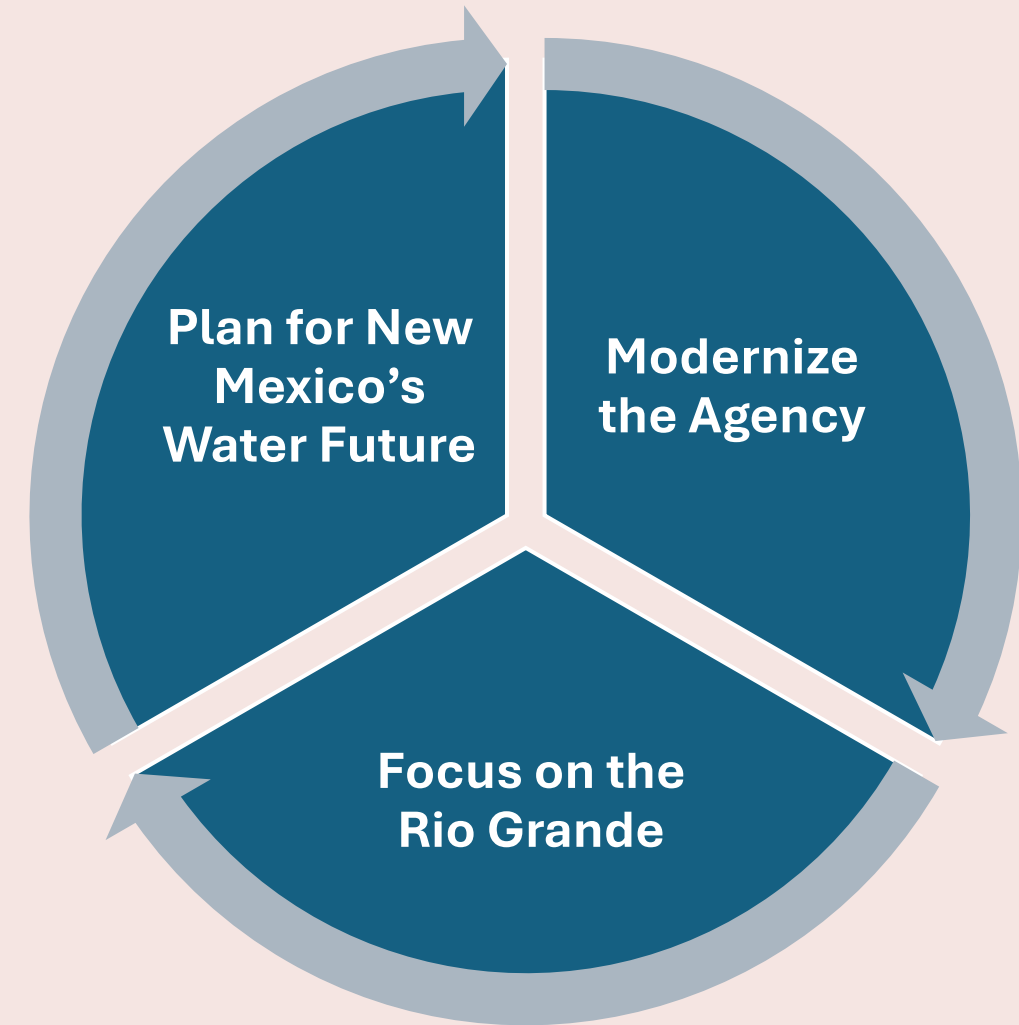 Plan for New
Mexico’s
Water Future
Modernize
the Agency
Focus on the
Rio Grande